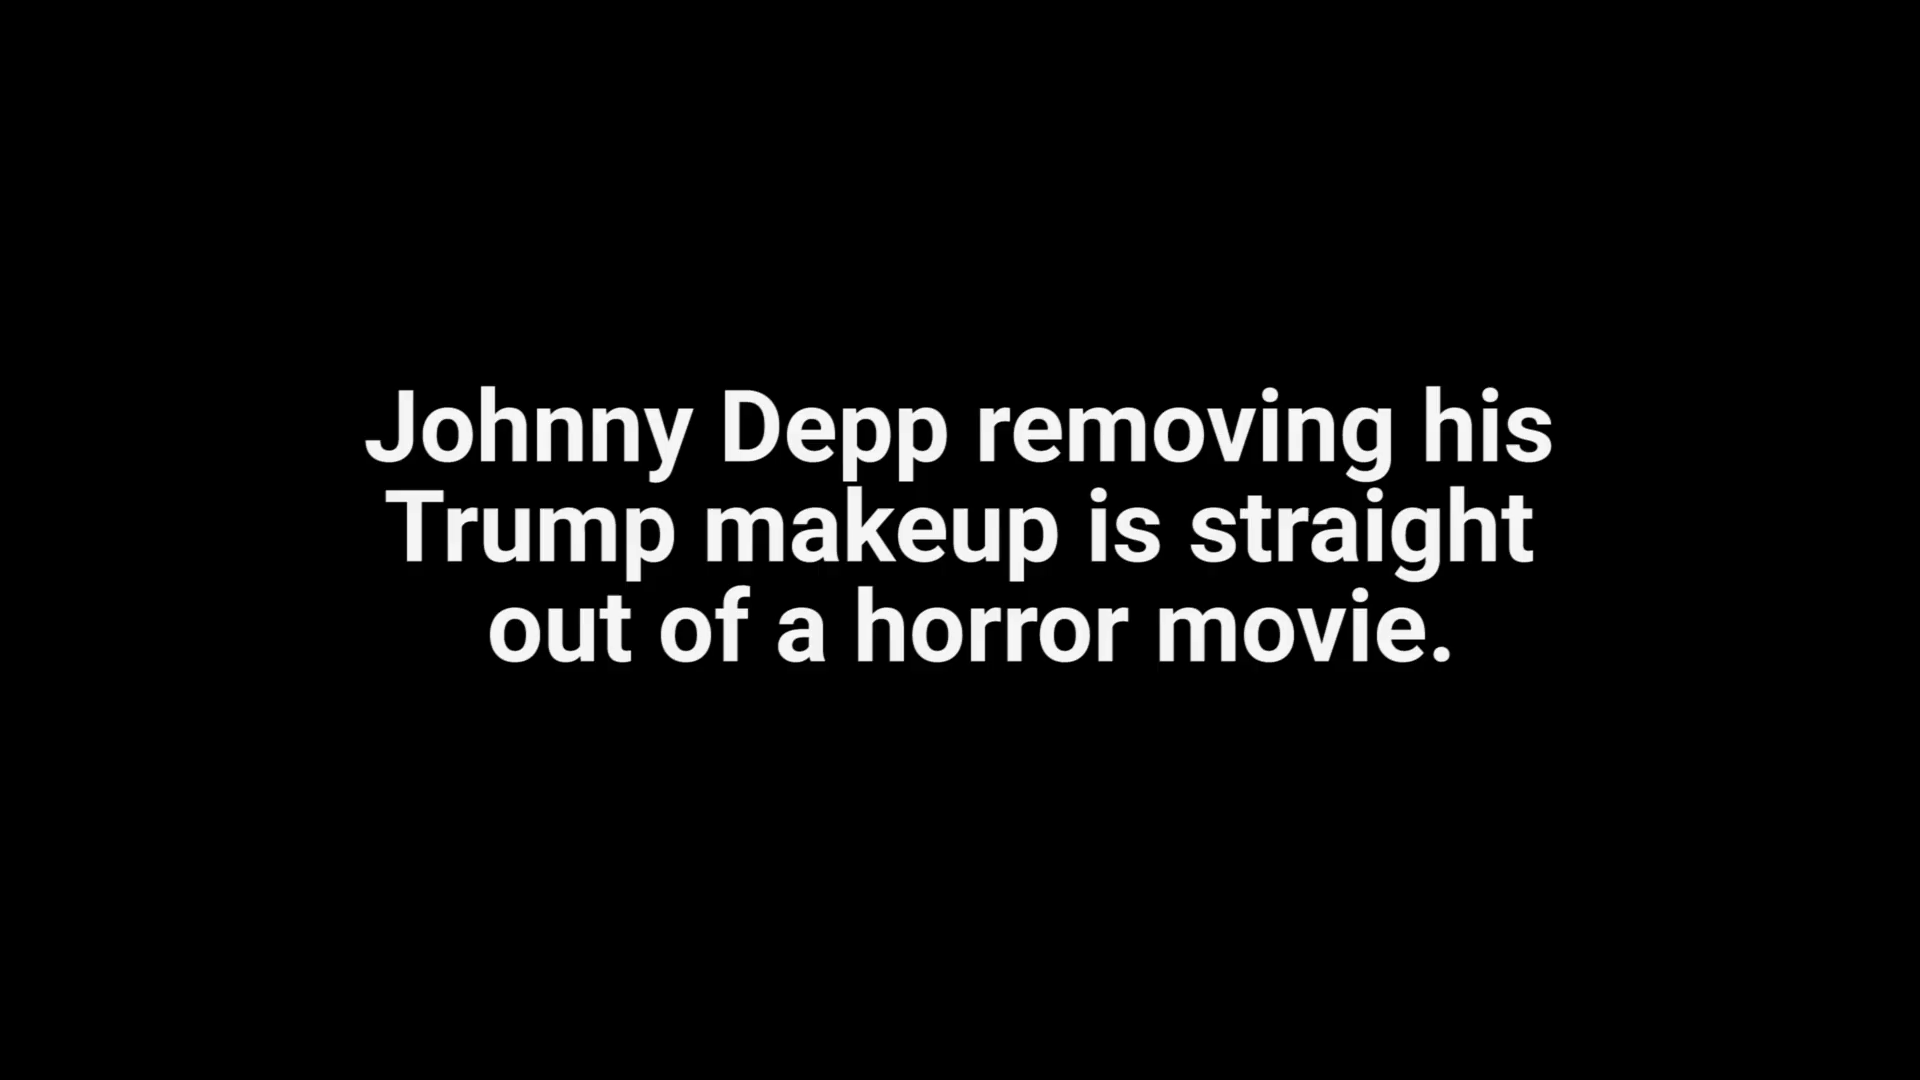 Johnny Depp removing his
Trump makeup is straight
out of a horror movie.